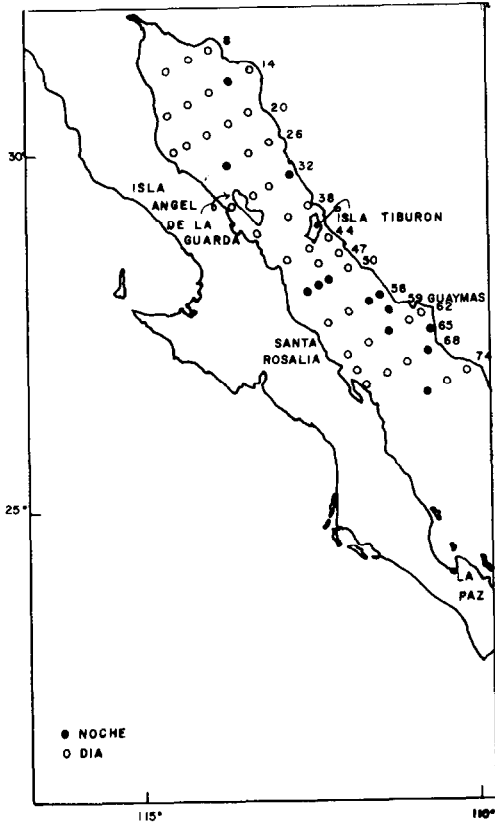 8
14
20
26
30°
32
ISLA
ANGEL
DE LA
GUARDA
38
ISLA TIBURON
44
47
50
56
59 GUAYMAS
62
65
68
SANTA
ROSALIA
74
25°
LA
PAZ
NOCHE
DIA
115°
110°